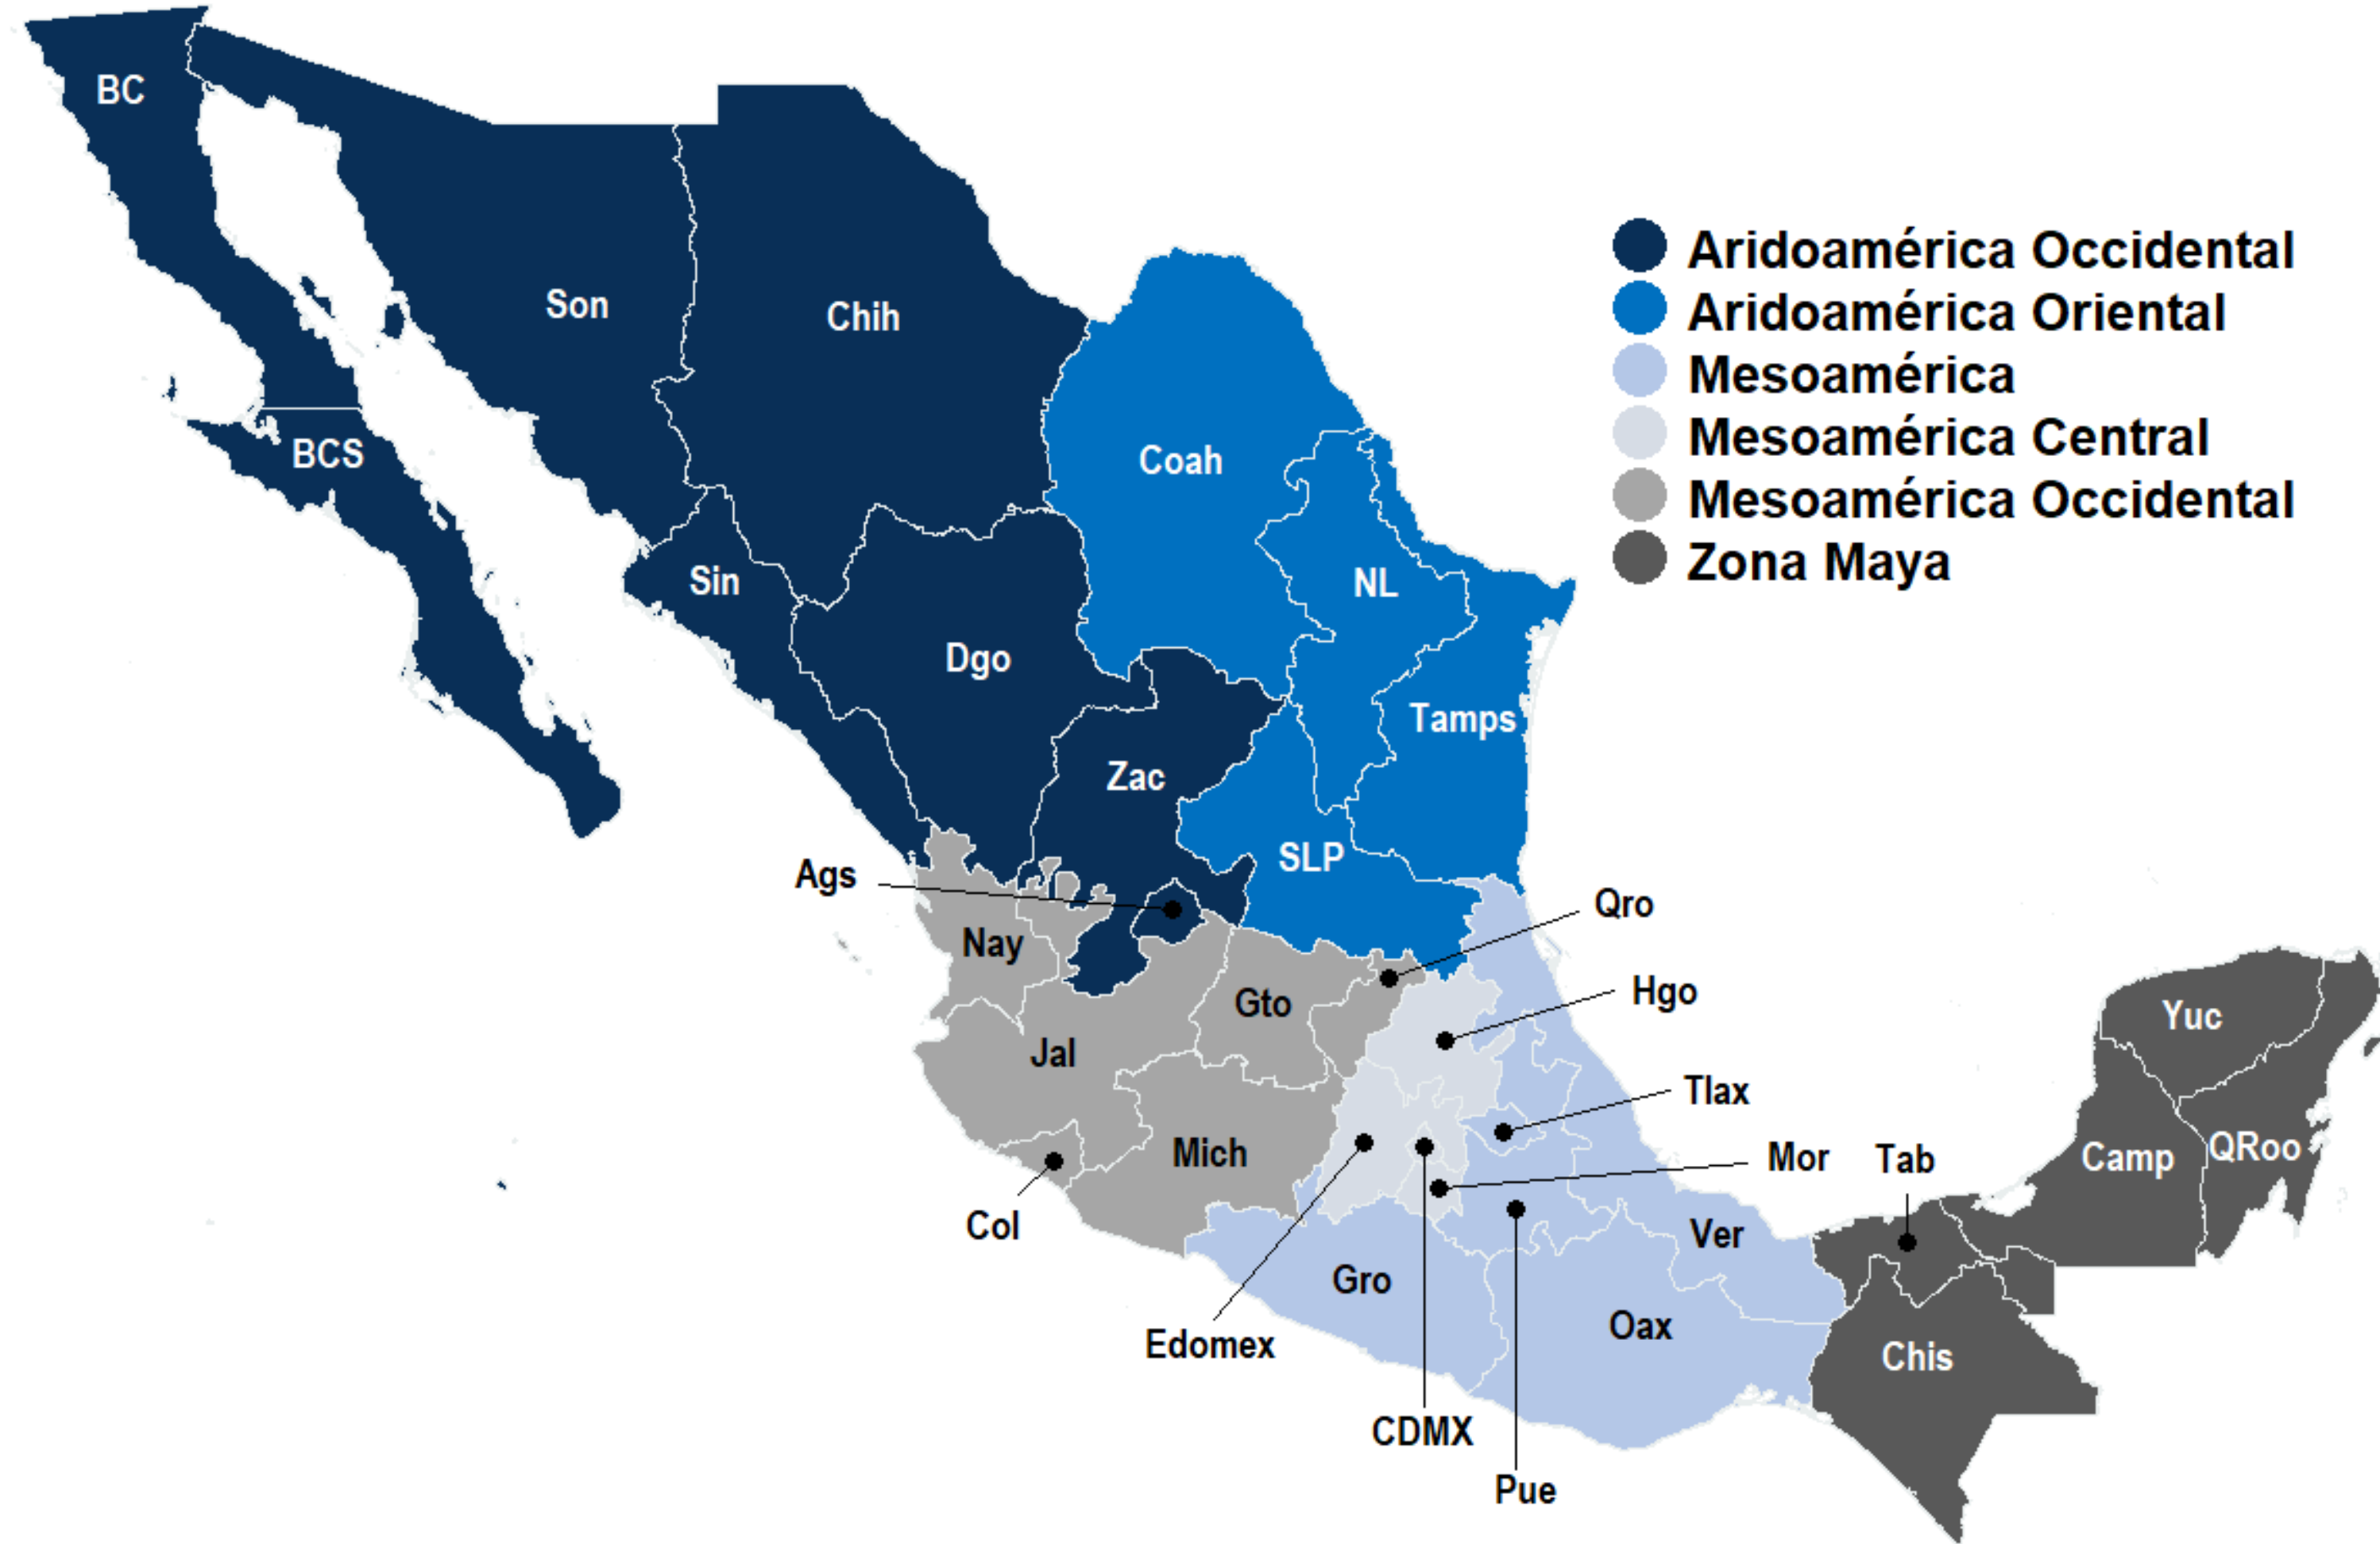 BC
Son
Chih
Aridoamérica Occidental
Aridoamérica Oriental
Mesoamérica
Mesoamérica Central
Mesoamérica Occidental
Zona Maya
BCS
Coah
Sin
NL
Dgo
Tamps
Zac
SLP
Ags
Qro
Nay
Gto
Hgo
Yuc
Jal
Tlax
Mich
Mor
Tab
Camp
QRoo
Col
Ver
Gro
Oax
Edomex
Chis
CDMX
Pue